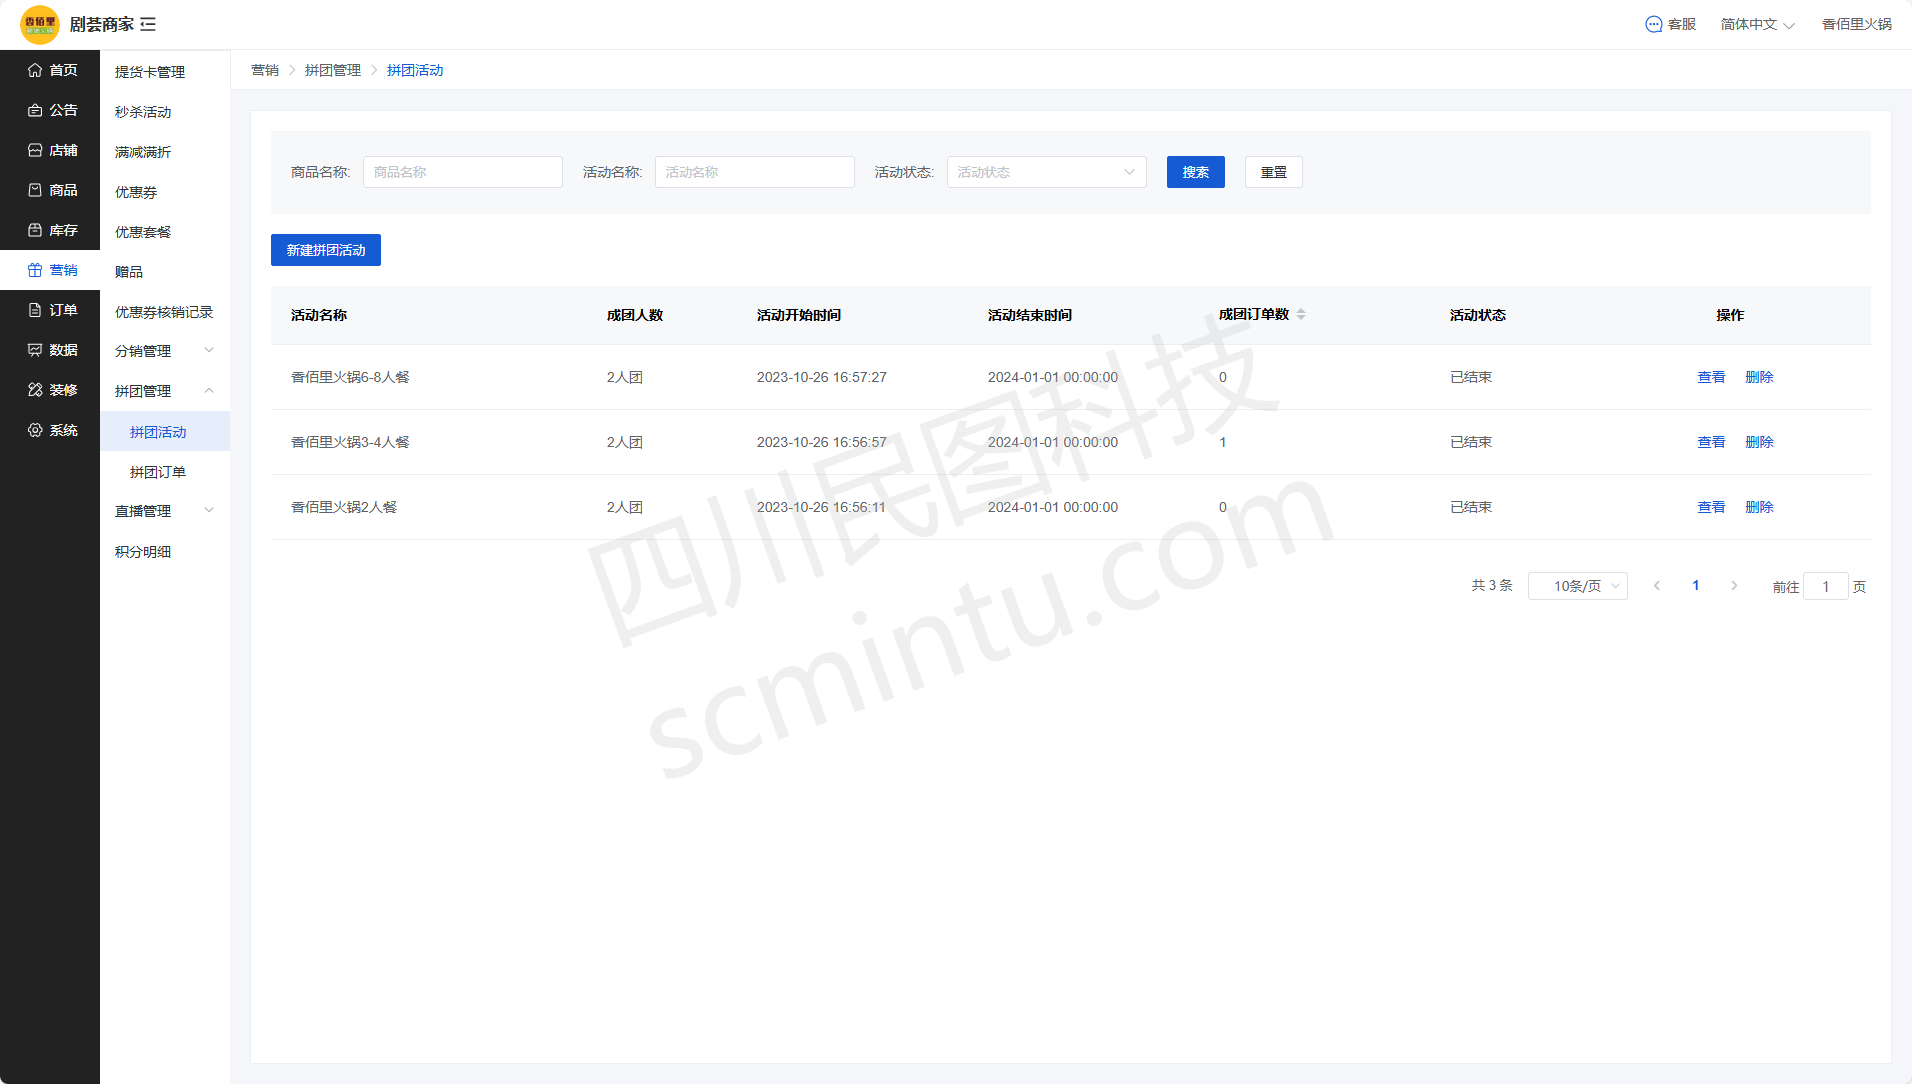 香佰里
剧荟商家
客服
简体中文
香佰里火锅
首页
公告
店铺
商品
库存
营销
订单
数据
装修
系统
提货卡管理
秒杀活动
满减满折
优惠券
优惠套餐
赠品
优惠券核销记录
分销管理
拼团管理
拼团活动
拼团订单
直播管理
积分明细
营销 拼团管理 拼团活动
商品名称: 商品名称 活动名称: 活动名称 活动状态: 活动状态 搜索 重置
新建拼团活动
活动名称 成团人数 活动开始时间 活动结束时间 成团订单数 活动状态 操作
香佰里火锅6-8人餐 2人团 2023-10-26 16:57:27 2024-01-01 00:00:00 0 已结束 查看 删除
香佰里火锅3-4人餐 2人团 2023-10-26 16:56:57 2024-01-01 00:00:00 1 已结束 查看 删除
香佰里火锅2人餐 2人团 2023-10-26 16:56:11 2024-01-01 00:00:00 0 已结束 查看 删除
共 3 条 10条/页 1 前往 1 页
四川民图科技
scmintu.com